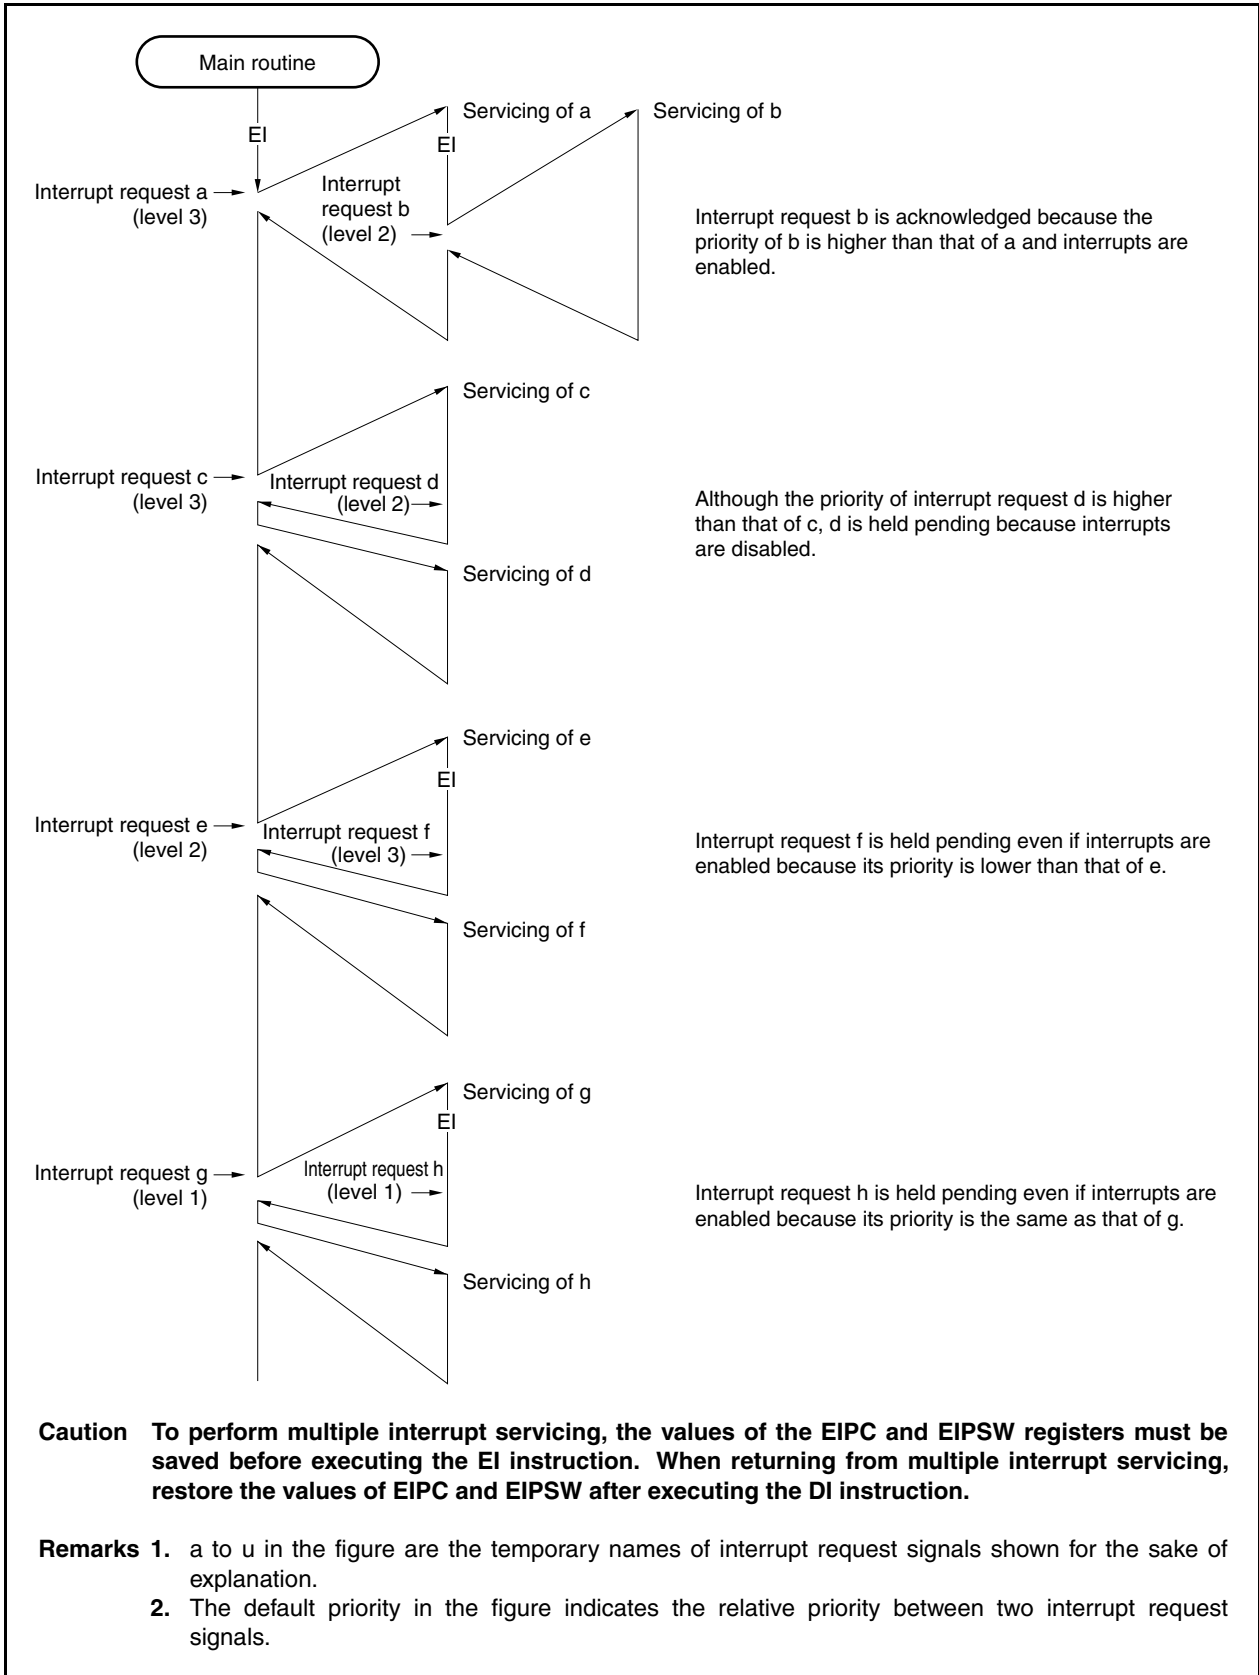 Main routine
EI
Servicing of a
Servicing of b
EI
Interrupt request a
(level 3)
Interrupt
request b
(level 2)
Interrupt request b is acknowledged because the
priority of b is higher than that of a and interrupts are
enabled.
Servicing of c
Interrupt request c
(level 3)
Interrupt request d
(level 2)
Although the priority of interrupt request d is higher
than that of c, d is held pending because interrupts
are disabled.
Servicing of d
Servicing of e
EI
Interrupt request e
(level 2)
Interrupt request f
(level 3)
Interrupt request f is held pending even if interrupts are
enabled because its priority is lower than that of e.
Servicing of f
Servicing of g
EI
Interrupt request g
(level 1)
Interrupt request h
(level 1)
Interrupt request h is held pending even if interrupts are
enabled because its priority is the same as that of g.
Servicing of h
Caution To perform multiple interrupt servicing, the values of the EIPC and EIPSW registers must be
saved before executing the EI instruction. When returning from multiple interrupt servicing,
restore the values of EIPC and EIPSW after executing the DI instruction.
Remarks 1. a to u in the figure are the temporary names of interrupt request signals shown for the sake of
explanation.
2. The default priority in the figure indicates the relative priority between two interrupt request
signals.